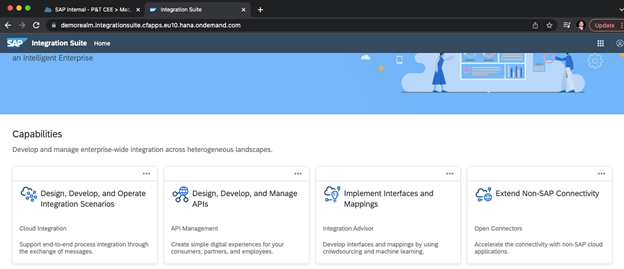 SAP Internal - P&T CEE > Mac
Integration Suite
demorealm.integrationsuite.cfapps.eu10.hana.ondemand.com
Update
SAP Integration Suite Home
an Intelligent Enterprise
Capabilities
Develop and manage enterprise-wide integration across heterogeneous landscapes.
Design, Develop, and Operate
Integration Scenarios
Cloud Integration
Support end-to-end process integration through
the exchange of messages.
Design, Develop, and Manage
APIs
API Management
Create simple digital experiences for your
consumers, partners, and employees.
Implement Interfaces and
Mappings
Integration Advisor
Develop interfaces and mappings by using
crowdsourcing and machine learning.
Extend Non-SAP Connectivity
Open Connectors
Accelerate the connectivity with non-SAP cloud
applications.